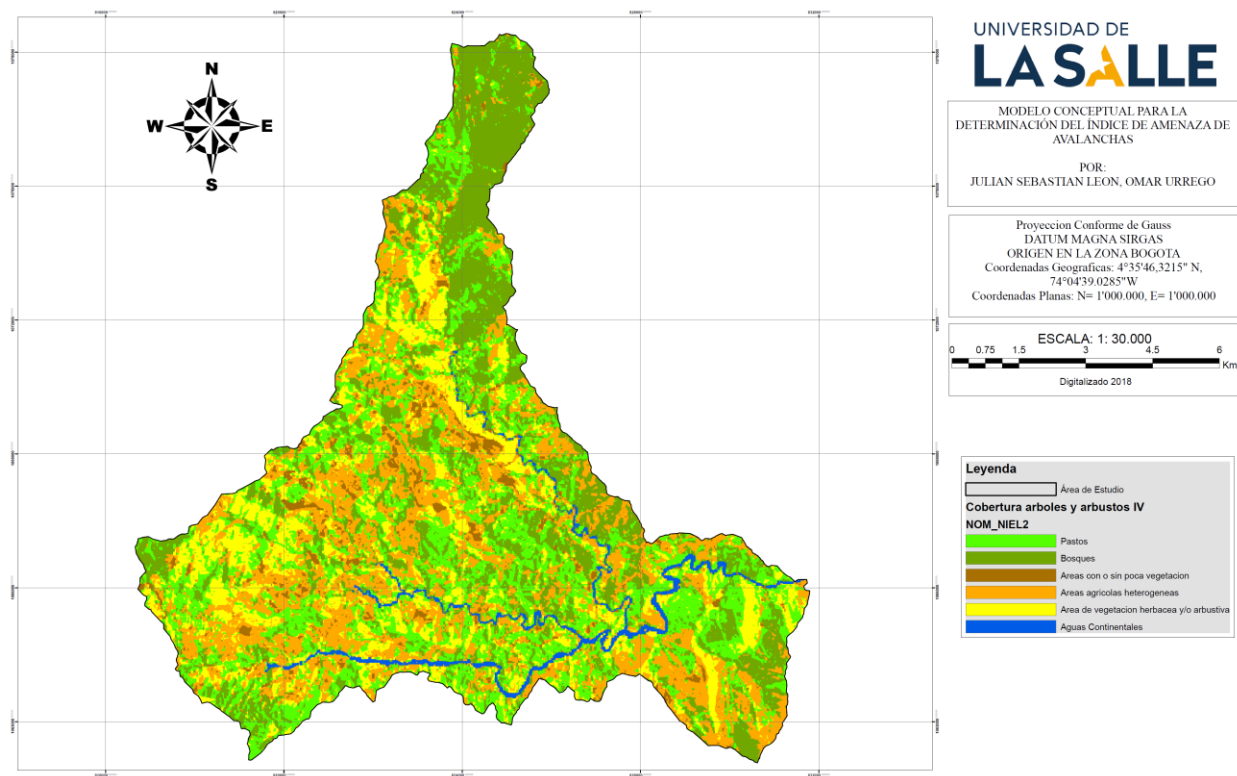 UNIVERSIDAD DE
LA SALLE
N
W
E
S
MODELO CONCEPTUAL PARA LA
DETERMINACIÓN DEL ÍNDICE DE AMENAZA DE
AVALANCHAS
POR:
JULIAN SEBASTIAN LEON, OMAR URREGO
Proyeccion Conforme de Gauss
DATUM MAGNA SIRGAS
ORIGEN EN LA ZONA BOGOTA
Coordenadas Geograficas: 4°35'46,3215" N,
74°04'39.0285"W
Coordenadas Planas: N= 1'000.000, E= 1'000.000
ESCALA: 1: 30.000
0 0.75 1.5 3 4.5 6
Km
Digitalizado 2018
Leyenda
Área de Estudio
Cobertura arboles y arbustos IV
NOM_NIEL2
Pastos
Bosques
Areas con o sin poca vegetacion
Areas agricolas heterogeneas
Area de vegetacion herbacea y/o arbustiva
Aguas Continentales